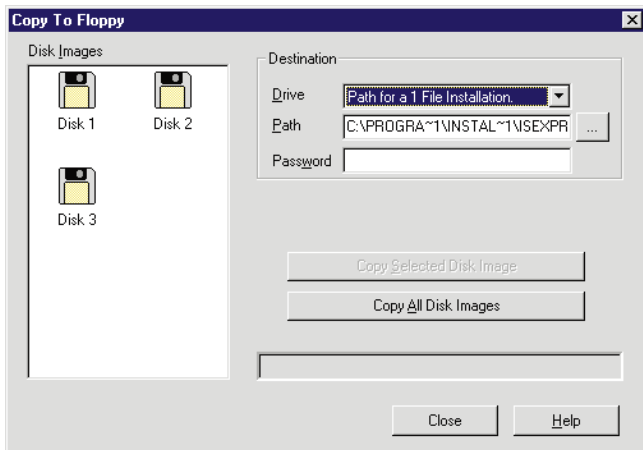 Copy To Floppy
Disk Images
Disk 1
Disk 2
Disk 3
Destination
Drive
Path for a 1 File Installation.
Path
C:\PROGRA~1\INSTAL~1\ISEXPR
...
Password
Copy Selected Disk Image
Copy All Disk Images
Close
Help